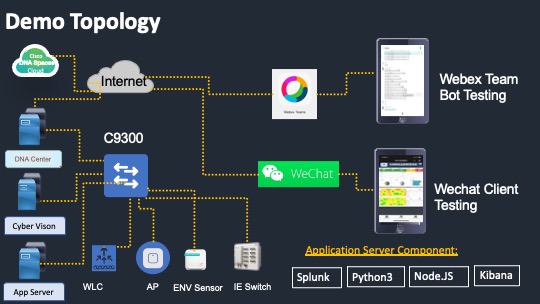 Demo Topology
Cisco
DNA Spaces
Cloud
Internet
Webex Teams
Webex Team
Bot Testing
C9300
DNA Center
WeChat
Wechat Client
Testing
Cyber Vison
App Server
WLC
AP
ENV Sensor
IE Switch
Application Server Component:
Splunk
Python3
Node.JS
Kibana